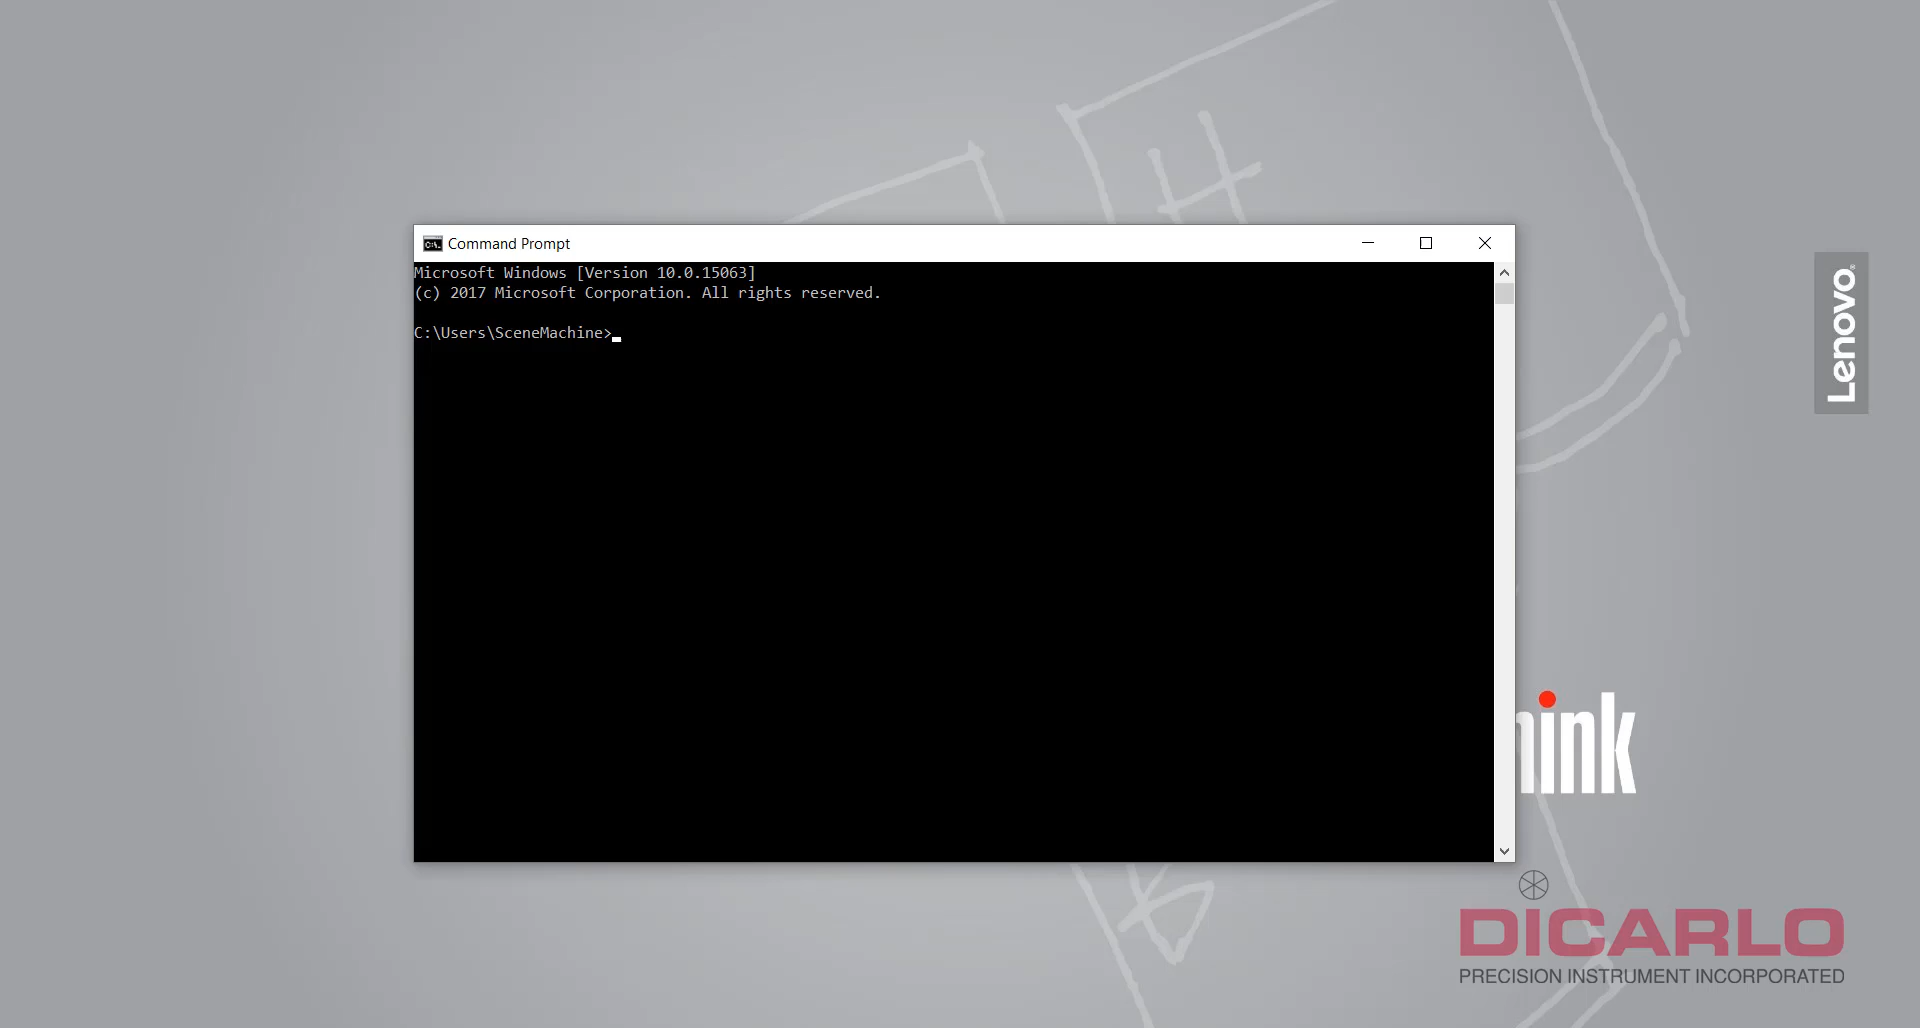 Command Prompt
Microsoft Windows [Version 10.0.15063]
(c) 2017 Microsoft Corporation. All rights reserved.
C:\Users\SceneMachine>
Lenovo
hink
DICARLO
PRECISION INSTRUMENT INCORPORATED